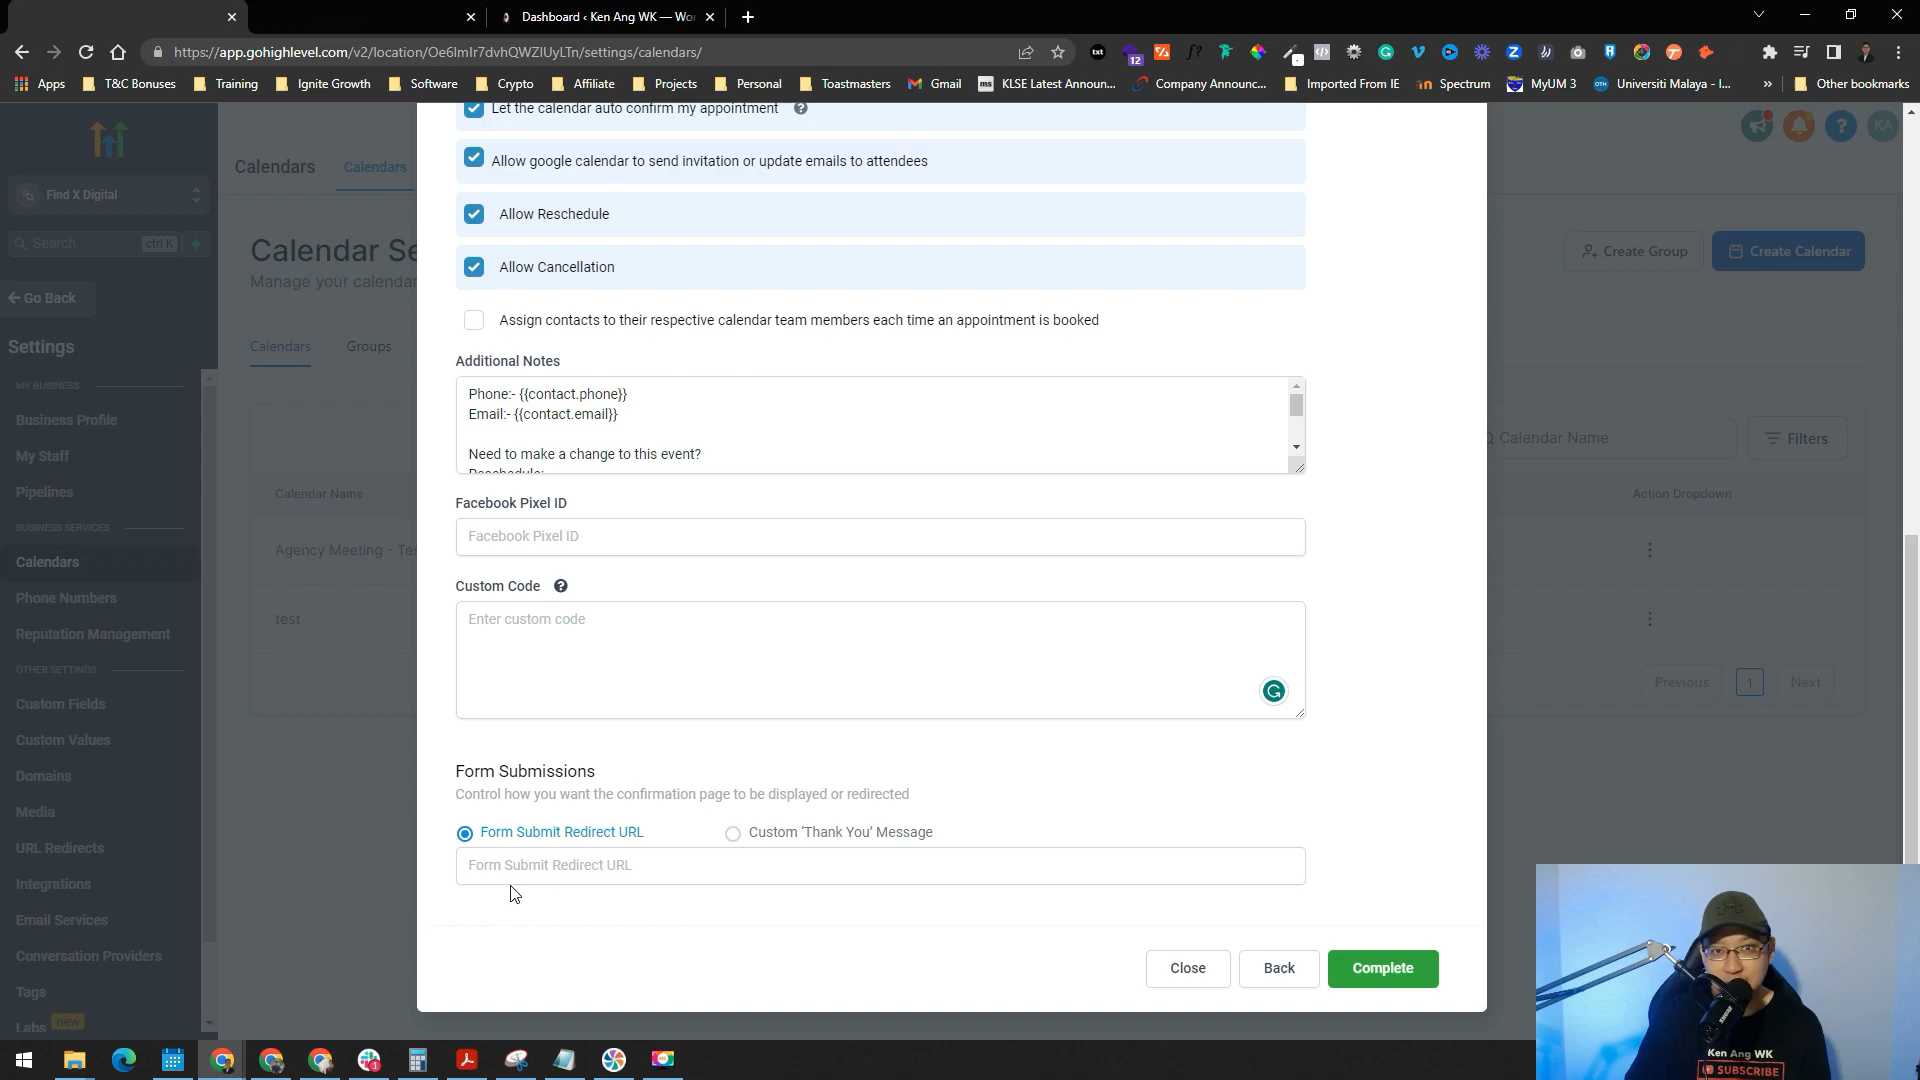 Dashboard ‹ Ken Ang WK — Wor
https://app.gohighlevel.com/v2/location/Oe6lmIr7dvhQWZIUyLTn/settings/calendars/
Apps
T&C Bonuses
Training
Ignite Growth
Software
Crypto
Affiliate
Projects
Personal
Toastmasters
Gmail
KLSE Latest Announ...
Company Announc...
Imported From IE
Spectrum
MyUM 3
Universiti Malaya - I...
»
Other bookmarks
12
Find X Digital
Search
ctrl K
Go Back
Settings
MY BUSINESS
Business Profile
My Staff
Pipelines
BUSINESS SERVICES
Calendars
Phone Numbers
Reputation Management
OTHER SETTINGS
Custom Fields
Custom Values
Domains
Media
URL Redirects
Integrations
Email Services
Conversation Providers
Tags
Labs
new
Calendars
Calendars
KA
Calendar Se
Manage your calendar
Create Group
Create Calendar
Calendars
Groups
Calendar Name
Filters
Calendar Name
Action Dropdown
Agency Meeting - Tes
test
Previous
1
Next
Let the calendar auto confirm my appointment
Allow google calendar to send invitation or update emails to attendees
Allow Reschedule
Allow Cancellation
Assign contacts to their respective calendar team members each time an appointment is booked
Additional Notes
Phone:- {{contact.phone}}
Email:- {{contact.email}}
Need to make a change to this event?
Reschedule:-
Facebook Pixel ID
Facebook Pixel ID
Custom Code
Enter custom code
Form Submissions
Control how you want the confirmation page to be displayed or redirected
Form Submit Redirect URL
Custom ‘Thank You’ Message
Form Submit Redirect URL
Close
Back
Complete
Ken Ang WK
SUBSCRIBE